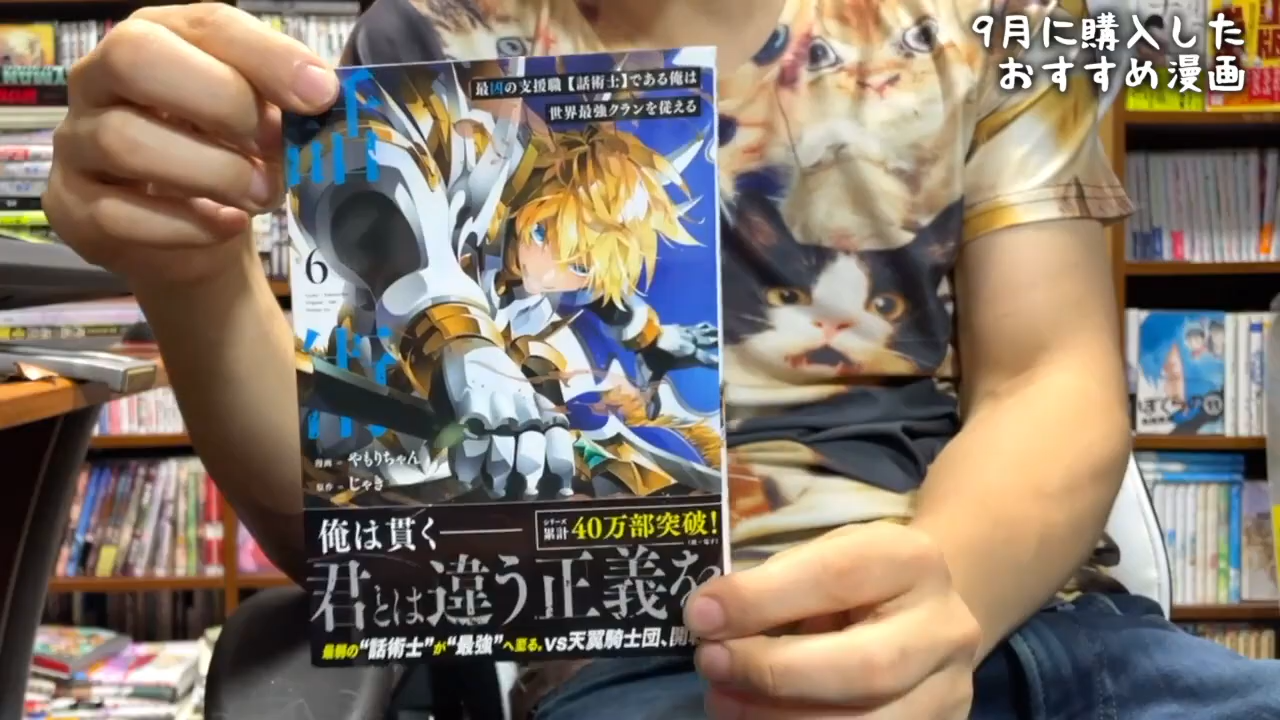 9月に購入した
おすすめ漫画
最凶の支援職【話術士】である俺は
世界最強クランを従える
話
術
6
漫画 = やもりちゃん
原作 = じゃき
俺は貫く――
シリーズ
累計 40万部突破!
君とは違う正義を
最弱の“話術士”が“最強”へ至る。VS天翼騎士団、開